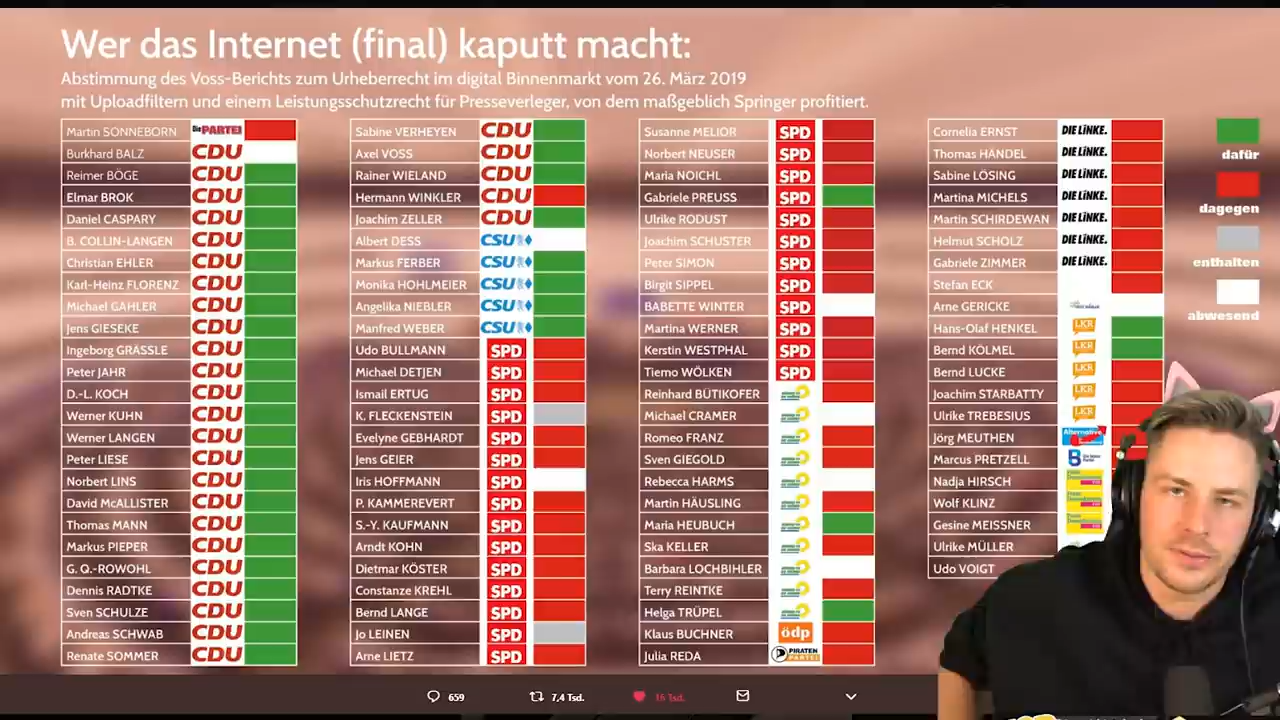 Wer das Internet (final) kaputt macht:
Abstimmung des Voss-Berichts zum Urheberrecht im digital Binnenmarkt vom 26. März 2019
mit Uploadfiltern und einem Leistungsschutzrecht für Presseverleger, von dem maßgeblich Springer profitiert.
Martin SONNEBORN Die PARTEI
Burkhard BALZ CDU
Reimer BÖGE CDU
Elmar BROK CDU
Daniel CASPARY CDU
B. COLLIN-LANGEN CDU
Christian EHLER CDU
Karl-Heinz FLORENZ CDU
Michael GAHLER CDU
Jens GIESEKE CDU
Ingeborg GRÄSSLE CDU
Peter JAHR CDU
D.-L. KOCH CDU
Werner KUHN CDU
Werner LANGEN CDU
Peter LIESE CDU
Norbert LINS CDU
David McALLISTER CDU
Thomas MANN CDU
Markus PIEPER CDU
G. Q.-ROWOHL CDU
Dennis RADTKE CDU
Sven SCHULZE CDU
Andreas SCHWAB CDU
Renate SOMMER CDU
Sabine VERHEYEN CDU
Axel VOSS CDU
Rainer WIELAND CDU
Hermann WINKLER CDU
Joachim ZELLER CDU
Albert DESS CSU
Markus FERBER CSU
Monika HOHLMEIER CSU
Angelika NIEBLER CSU
Manfred WEBER CSU
Udo BULLMANN SPD
Michael DETJEN SPD
Ismail ERTUG SPD
K. FLECKENSTEIN SPD
Evelyne GEBHARDT SPD
Jens GEIER SPD
Iris HOFFMANN SPD
P. KAMMEREVERT SPD
S.-Y. KAUFMANN SPD
Arndt KOHN SPD
Dietmar KÖSTER SPD
Constanze KREHL SPD
Bernd LANGE SPD
Jo LEINEN SPD
Arne LIETZ SPD
Susanne MELIOR SPD
Norbert NEUSER SPD
Maria NOICHL SPD
Gabriele PREUSS SPD
Ulrike RODUST SPD
Joachim SCHUSTER SPD
Peter SIMON SPD
Birgit SIPPEL SPD
BABETTE WINTER SPD
Martina WERNER SPD
Kerstin WESTPHAL SPD
Tiemo WÖLKEN SPD
Reinhard BÜTIKOFER
Michael CRAMER
Romeo FRANZ
Sven GIEGOLD
Rebecca HARMS
Martin HÄUSLING
Maria HEUBUCH
Ska KELLER
Barbara LOCHBIHLER
Terry REINTKE
Helga TRÜPEL
Klaus BUCHNER ödp
Julia REDA PIRATEN PARTEI
Cornelia ERNST DIE LINKE.
Thomas HÄNDEL DIE LINKE.
Sabine LÖSING DIE LINKE.
Martina MICHELS DIE LINKE.
Martin SCHIRDEWAN DIE LINKE.
Helmut SCHOLZ DIE LINKE.
Gabriele ZIMMER DIE LINKE.
Stefan ECK
Arne GERICKE
Hans-Olaf HENKEL LKR
Bernd KÖLMEL LKR
Bernd LUCKE LKR
Joachim STARBATTY LKR
Ulrike TREBESIUS LKR
Jörg MEUTHEN Alternative
Marcus PRETZELL
Nadja HIRSCH
Wolf KLINZ
Gesine MEISSNER
Ulrike MÜLLER
Udo VOIGT
dafür
dagegen
enthalten
abwesend
659
7,4 Tsd.
16 Tsd.